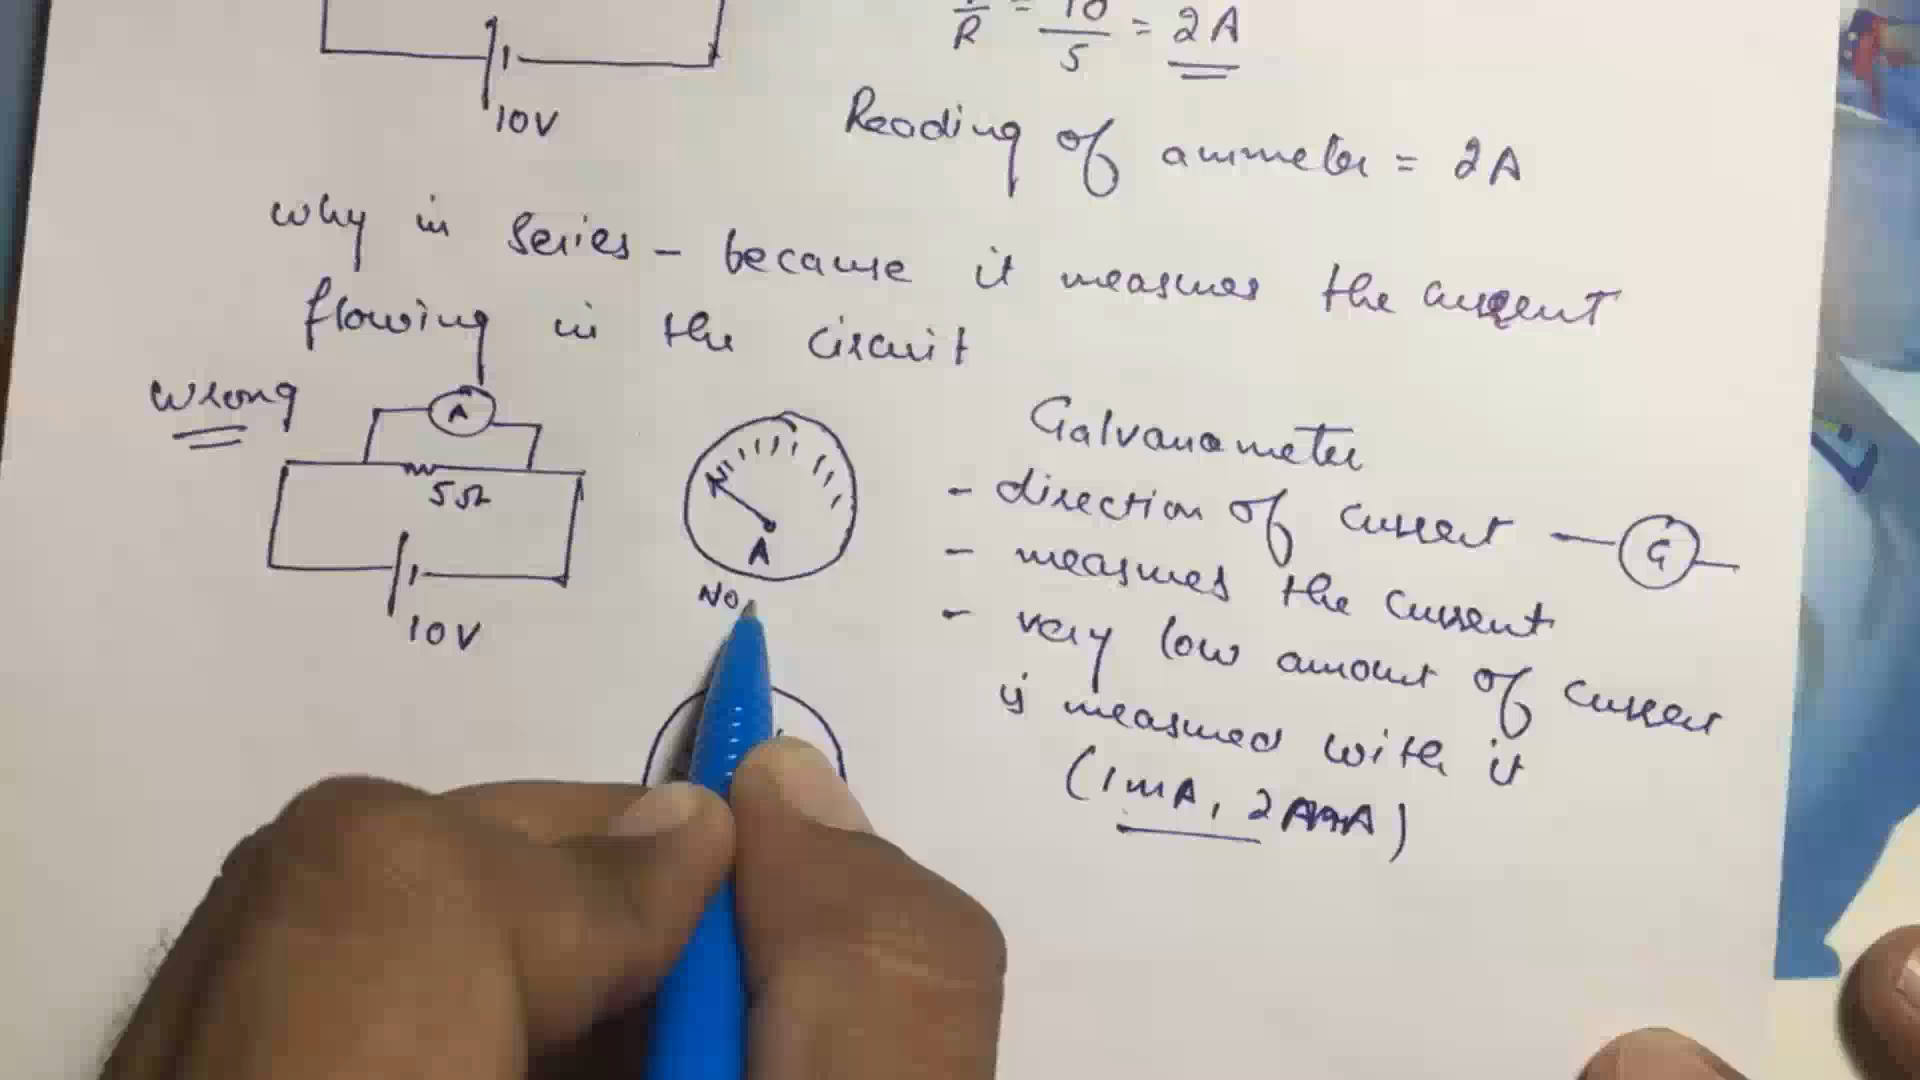 R = 10/5 = 2A
10V
Reading of ammeter = 2A
why in series - because it measures the current
flowing in the circuit
wrong
A
5Ω
10V
A
NO
Galvanometer
- direction of current
G
- measures the current
- very low amount of current
is measured with it
(1mA, 2